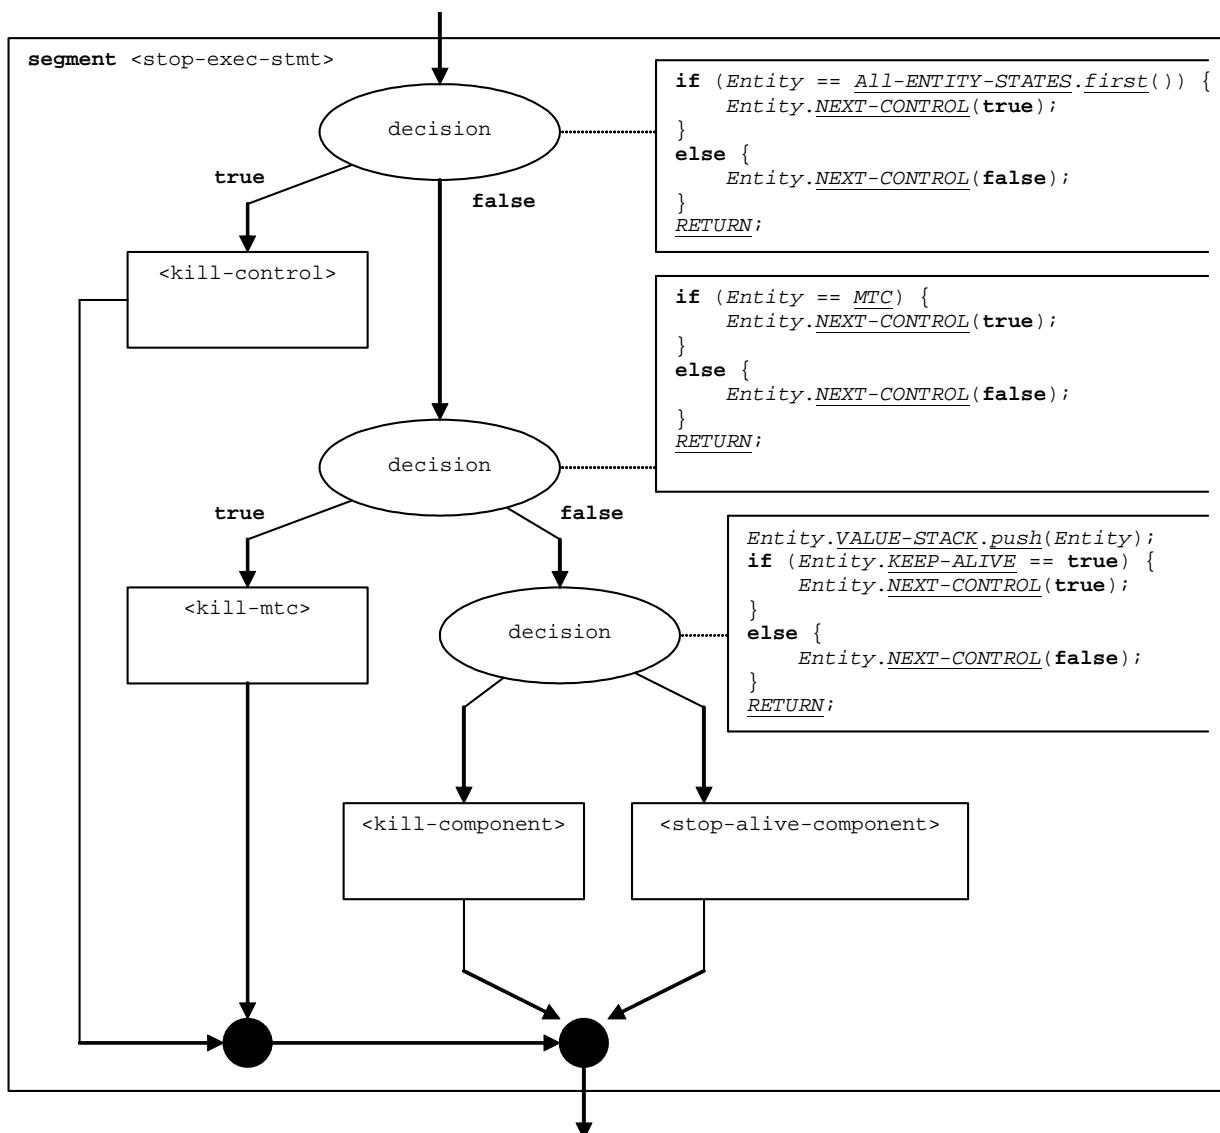 segment <stop-exec-stmt>
decision
if (Entity == All-ENTITY-STATES.first()) {
Entity.NEXT-CONTROL(true);
}
else {
Entity.NEXT-CONTROL(false);
}
RETURN;
true
false
<kill-control>
if (Entity == MTC) {
Entity.NEXT-CONTROL(true);
}
else {
Entity.NEXT-CONTROL(false);
}
RETURN;
decision
true
false
<kill-mtc>
decision
Entity.VALUE-STACK.push(Entity);
if (Entity.KEEP-ALIVE == true) {
Entity.NEXT-CONTROL(true);
}
else {
Entity.NEXT-CONTROL(false);
}
RETURN;
<kill-component>
<stop-alive-component>